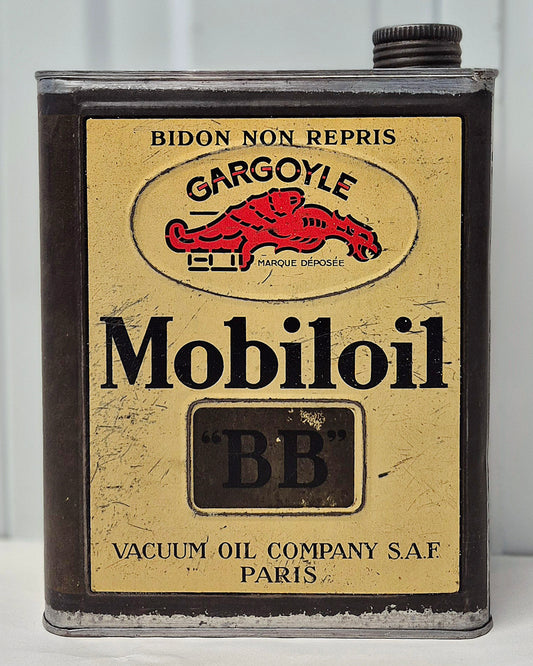 BIDON NON REPRIS
GARGOYLE
MARQUE DÉPOSÉE
Mobiloil
"BB"
VACUUM OIL COMPANY S.A.F.
PARIS